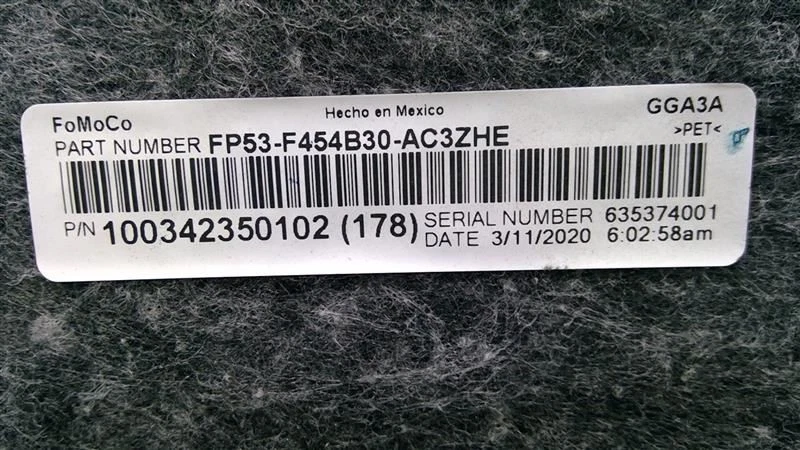 FoMoCo Hecho en Mexico GGA3A
PART NUMBER FP53-F454B30-AC3ZHE >PET<
P/N 100342350102 (178) SERIAL NUMBER 635374001
DATE 3/11/2020 6:02:58am